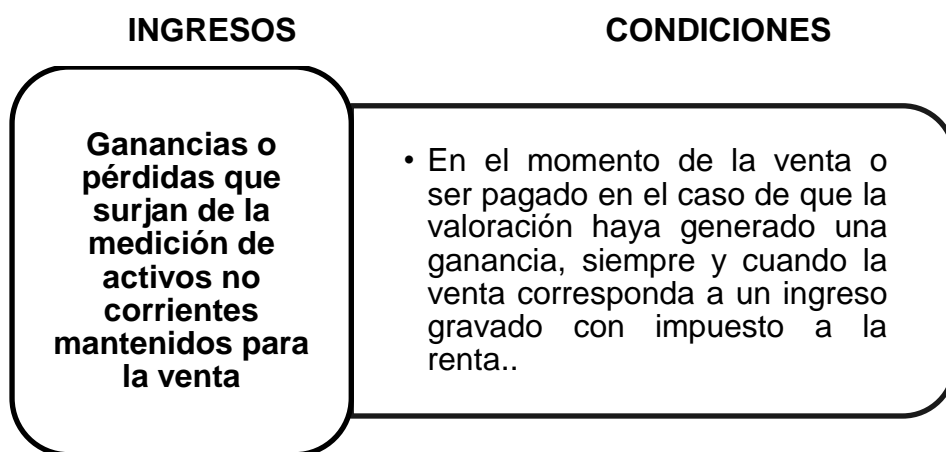 INGRESOS
CONDICIONES
Ganancias o
pérdidas que
surjan de la
medición de
activos no
corrientes
mantenidos para
la venta
• En el momento de la venta o
ser pagado en el caso de que la
valoración haya generado una
ganancia, siempre y cuando la
venta corresponda a un ingreso
gravado con impuesto a la
renta..